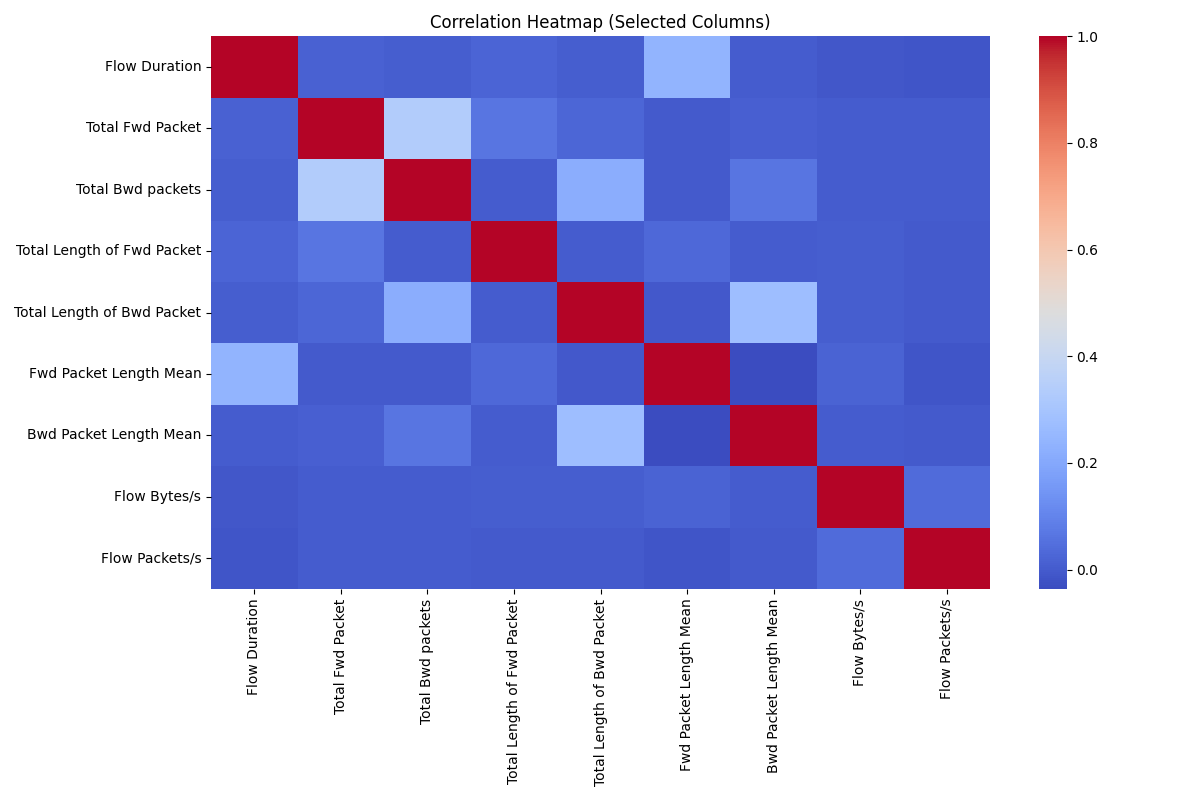 Correlation Heatmap (Selected Columns)
Flow Duration
Total Fwd Packet
Total Bwd packets
Total Length of Fwd Packet
Total Length of Bwd Packet
Fwd Packet Length Mean
Bwd Packet Length Mean
Flow Bytes/s
Flow Packets/s
Flow Duration
Total Fwd Packet
Total Bwd packets
Total Length of Fwd Packet
Total Length of Bwd Packet
Fwd Packet Length Mean
Bwd Packet Length Mean
Flow Bytes/s
Flow Packets/s
1.0
0.8
0.6
0.4
0.2
0.0